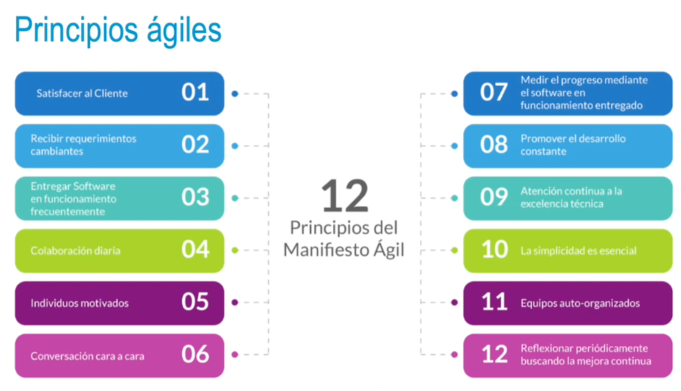 Principios ágiles
Satisfacer al Cliente
01
Recibir requerimientos
cambiantes
02
Entregar Software
en funcionamiento
frecuentemente
03
Colaboración diaria
04
Individuos motivados
05
Conversación cara a cara
06
12
Principios del
Manifiesto Ágil
07
Medir el progreso mediante
el software en
funcionamiento entregado
08
Promover el desarrollo
constante
09
Atención continua a la
excelencia técnica
10
La simplicidad es esencial
11
Equipos auto-organizados
12
Reflexionar periódicamente
buscando la mejora continua